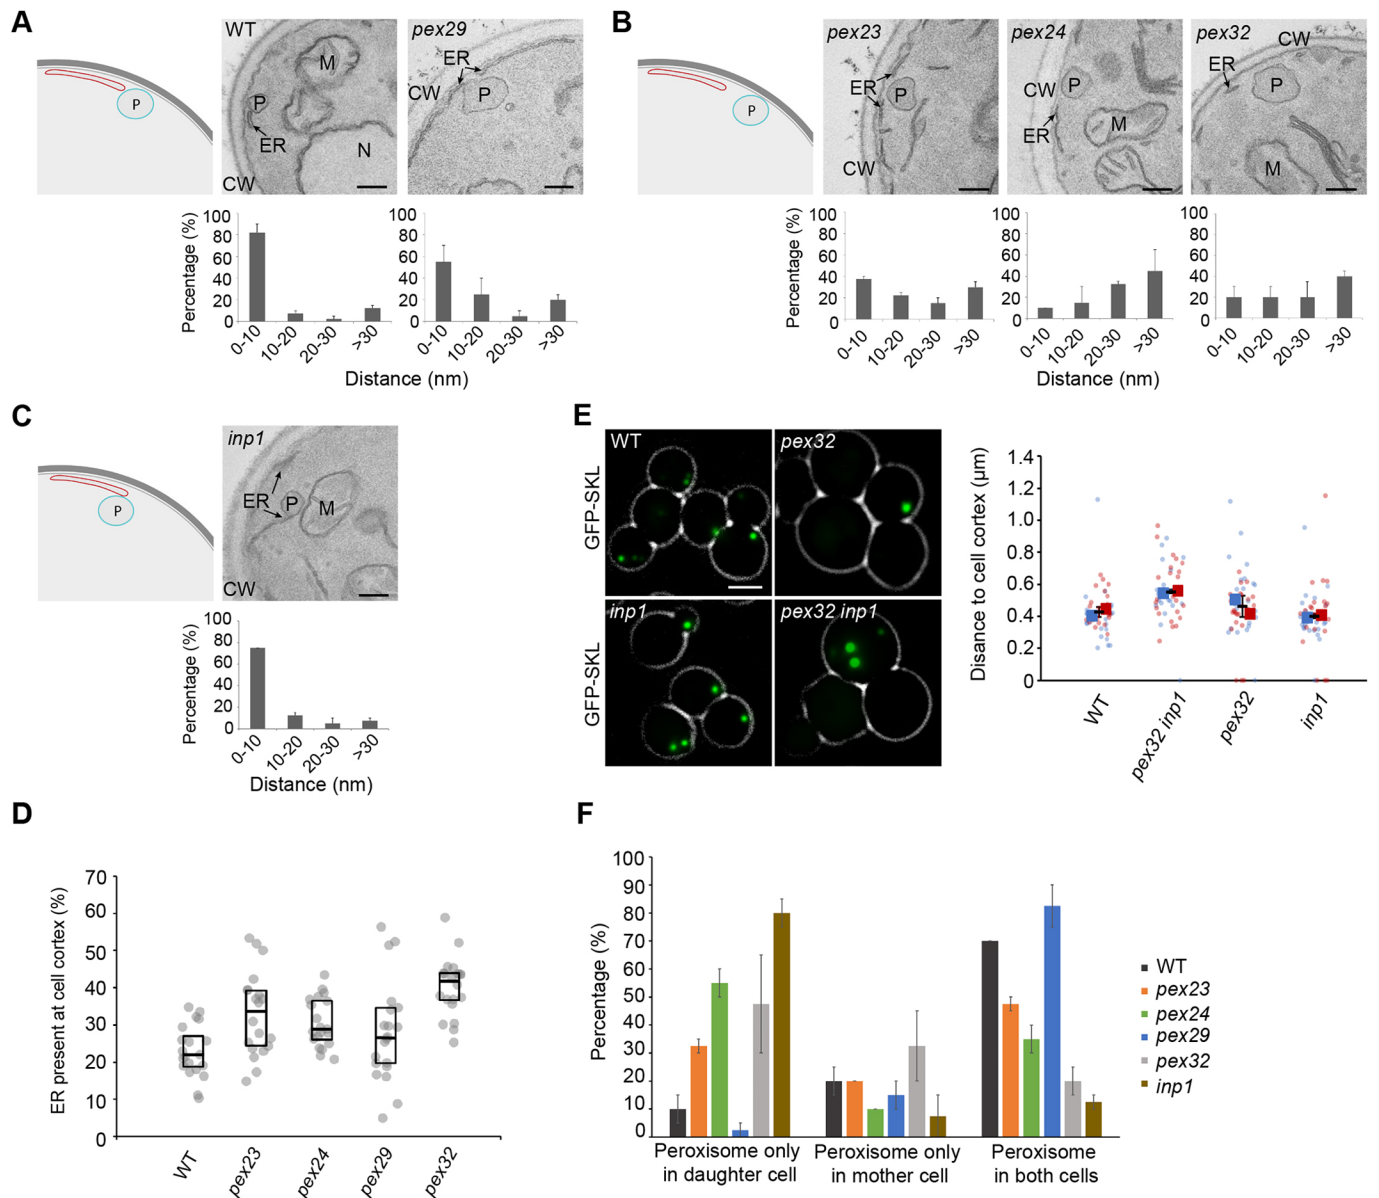 A
P
WT
M
P
ER
N
CW
pex29
ER
CW
P
Percentage (%)
100
80
60
40
20
0
0-10
10-20
20-30
>30
100
80
60
40
20
0
0-10
10-20
20-30
>30
Distance (nm)
B
P
pex23
ER
P
CW
pex24
CW
P
ER
M
pex32
CW
ER
P
M
Percentage (%)
100
80
60
40
20
0
0-10
10-20
20-30
>30
100
80
60
40
20
0
0-10
10-20
20-30
>30
100
80
60
40
20
0
0-10
10-20
20-30
>30
Distance (nm)
C
P
inp1
ER
P
M
CW
Percentage (%)
100
80
60
40
20
0
0-10
10-20
20-30
>30
Distance (nm)
E
GFP-SKL
WT
pex32
GFP-SKL
inp1
pex32 inp1
Disance to cell cortex (μm)
1.4
1.2
1.0
0.8
0.6
0.4
0.2
0
WT
pex32 inp1
pex32
inp1
D
ER present at cell cortex (%)
70
60
50
40
30
20
10
0
WT
pex23
pex24
pex29
pex32
F
Percentage (%)
100
90
80
70
60
50
40
30
20
10
0
Peroxisome only
in daughter cell
Peroxisome only
in mother cell
Peroxisome
in both cells
WT
pex23
pex24
pex29
pex32
inp1